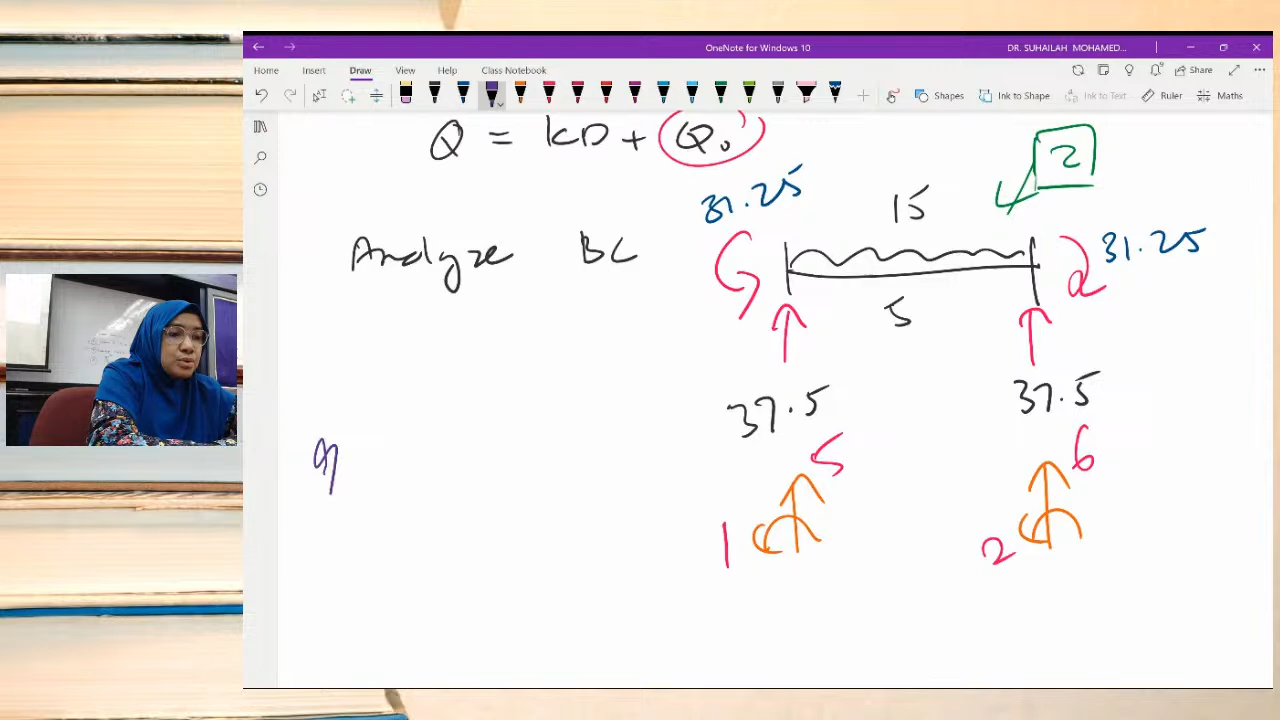 OneNote for Windows 10
DR. SUHAILAH MOHAMED...
Home Insert Draw View Help Class Notebook
Share
Shapes Ink to Shape Ink to Text Ruler Maths
Q = KD + Q₀
2
31.25
15
Analyze BC
31.25
5
37.5
37.5
5
6
1
2